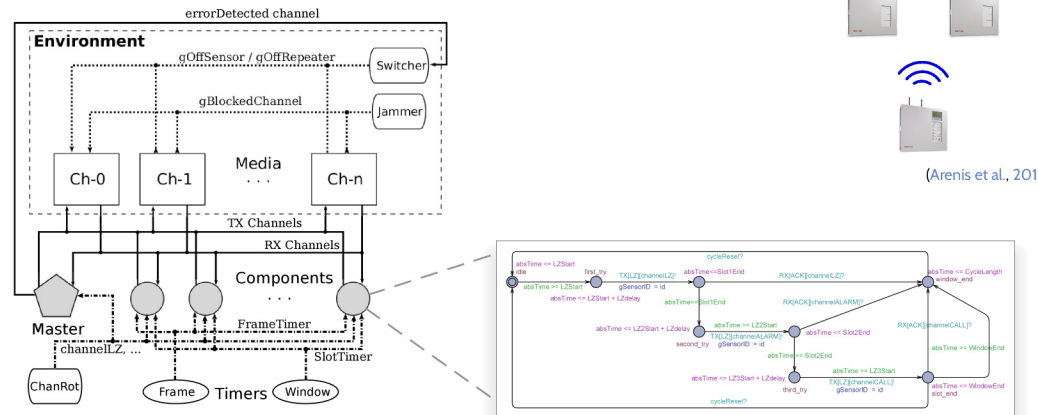 errorDetected channel
Environment
gOffSensor / gOffRepeater
Switcher
gBlockedChannel
Jammer
Ch-0
Ch-1
Media
. . .
Ch-n
TX Channels
RX Channels
Components
. . .
Master
FrameTimer
channelLZ, ...
SlotTimer
ChanRot
Frame
Timers
Window
(Arenis et al., 201
cycleReset?
absTime <= LZStart
idle
first_try
TX[LZ][channelLZ]!
absTime<=Slot1End
RX[ACK][channelLZ]?
absTime <= CycleLength
window_end
absTime >= LZStart
gSensorID := id
absTime <= LZStart + LZdelay
absTime>=Slot1End
RX[ACK][channelALARM]?
RX[ACK][channelCALL]?
absTime <= LZ2Start + LZdelay
absTime >= LZ2Start
absTime <= Slot2End
TX[LZ][channelALARM]!
second_try
gSensorID := id
absTime >= WindowEnd
absTime >= Slot2End
absTime >= LZ3Start
absTime <= LZ3Start + LZdelay
TX[LZ][channelCALL]!
absTime <= WindowEnd
third_try
gSensorID := id
slot_end
cycleReset?